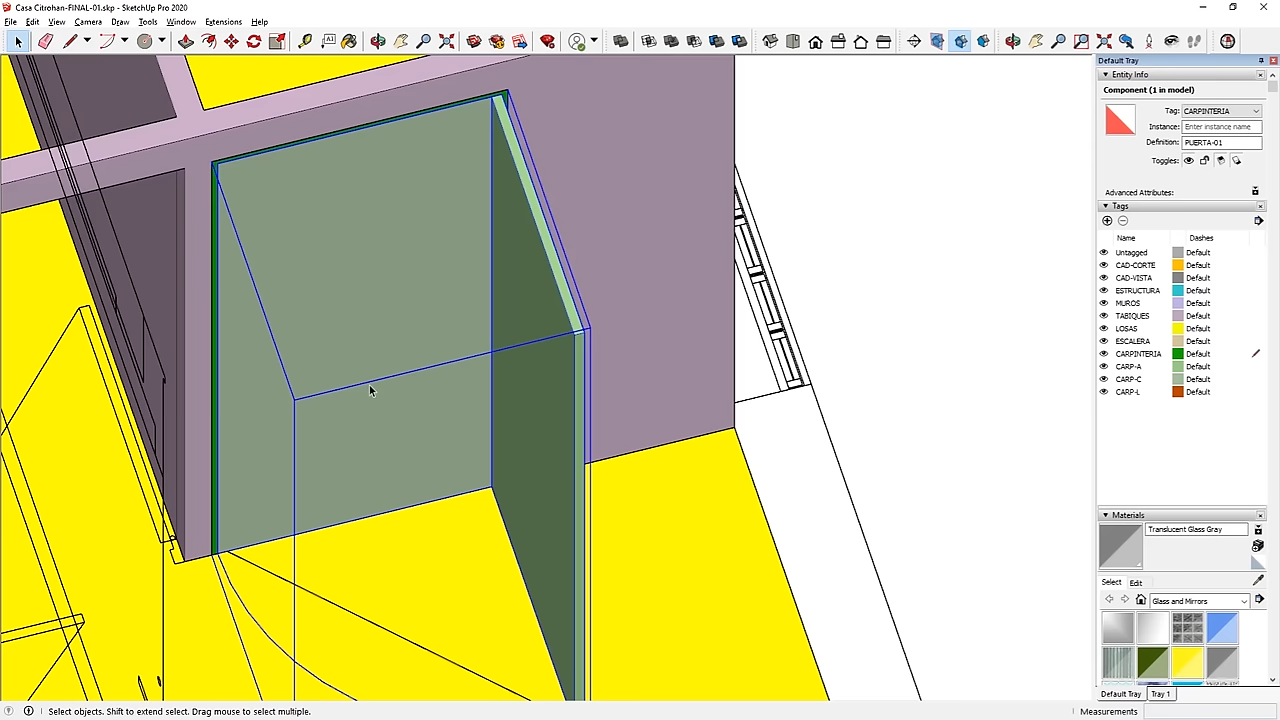 Casa Citrohan-FINAL-01.skp - SketchUp Pro 2020
File Edit View Camera Draw Tools Window Extensions Help
Default Tray
Entity Info
Component (1 in model)
Tag: CARPINTERIA
Instance: Enter instance name
Definition: PUERTA-01
Toggles:
Advanced Attributes:
Tags
Name Dashes
Untagged Default
CAD-CORTE Default
CAD-VISTA Default
ESTRUCTURA Default
MUROS Default
TABIQUES Default
LOSAS Default
ESCALERA Default
CARPINTERIA Default
CARP-A Default
CARP-C Default
CARP-L Default
Materials
Translucent Glass Gray
Select Edit
Glass and Mirrors
Default Tray Tray 1
Select objects. Shift to extend select. Drag mouse to select multiple. Measurements